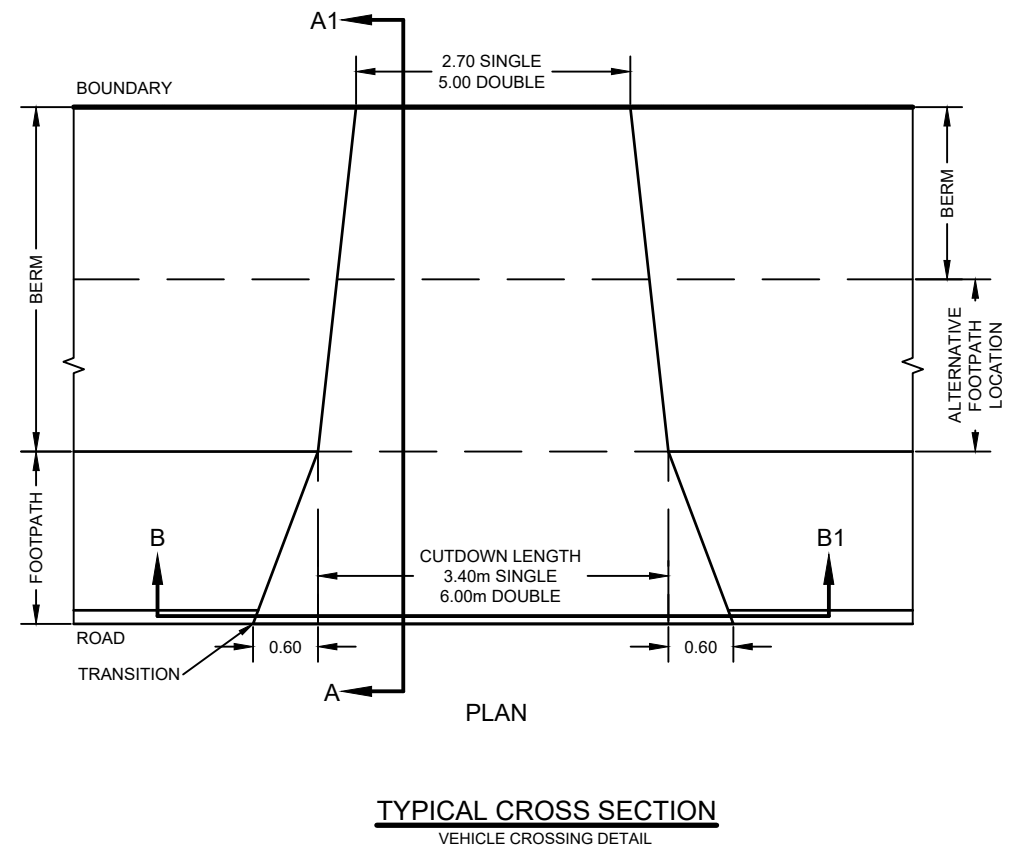 A1
2.70 SINGLE
5.00 DOUBLE
BOUNDARY
BERM
BERM
ALTERNATIVE
FOOTPATH
LOCATION
FOOTPATH
B
B1
CUTDOWN LENGTH
3.40m SINGLE
6.00m DOUBLE
ROAD
0.60
0.60
TRANSITION
A
PLAN
TYPICAL CROSS SECTION
VEHICLE CROSSING DETAIL